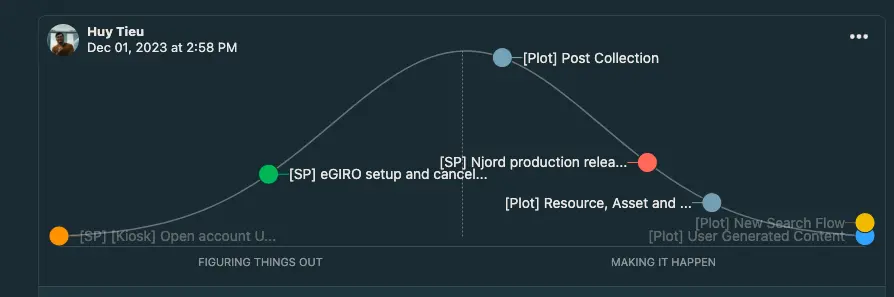 Huy Tieu
Dec 01, 2023 at 2:58 PM
[Plot] Post Collection
[SP] Njord production relea...
[SP] eGIRO setup and cancel...
[Plot] Resource, Asset and ...
[Plot] New Search Flow
[SP] [Kiosk] Open account U...
[Plot] User Generated Content
FIGURING THINGS OUT
MAKING IT HAPPEN